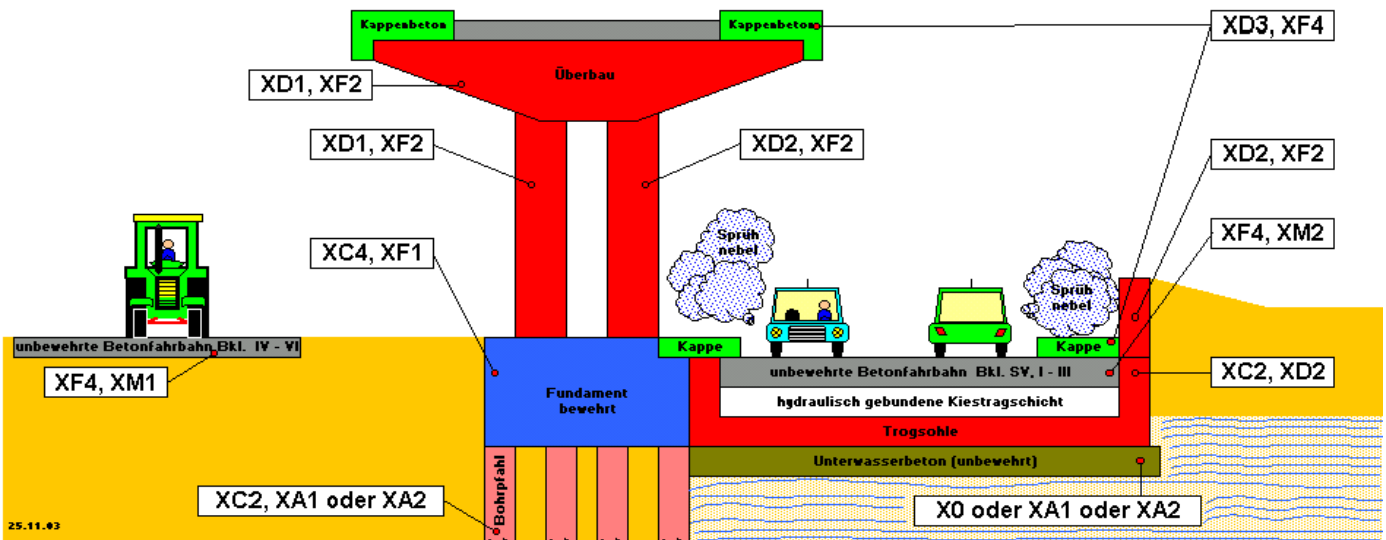 Kappenbeton
Kappenbeton
XD3, XF4
Überbau
XD1, XF2
XD1, XF2
XD2, XF2
XD2, XF2
Sprüh
nebel
XC4, XF1
XF4, XM2
Sprüh
nebel
unbewehrte Betonfahrbahn Bkl. IV - VI
Kappe
Kappe
XF4, XM1
unbewehrte Betonfahrbahn Bkl. SV, I - III
XC2, XD2
Fundament
bewehrt
hydraulisch gebundene Kiestragschicht
Trogsohle
Unterwasserbeton (unbewehrt)
Bohrpfahl
XC2, XA1 oder XA2
X0 oder XA1 oder XA2
25.11.03